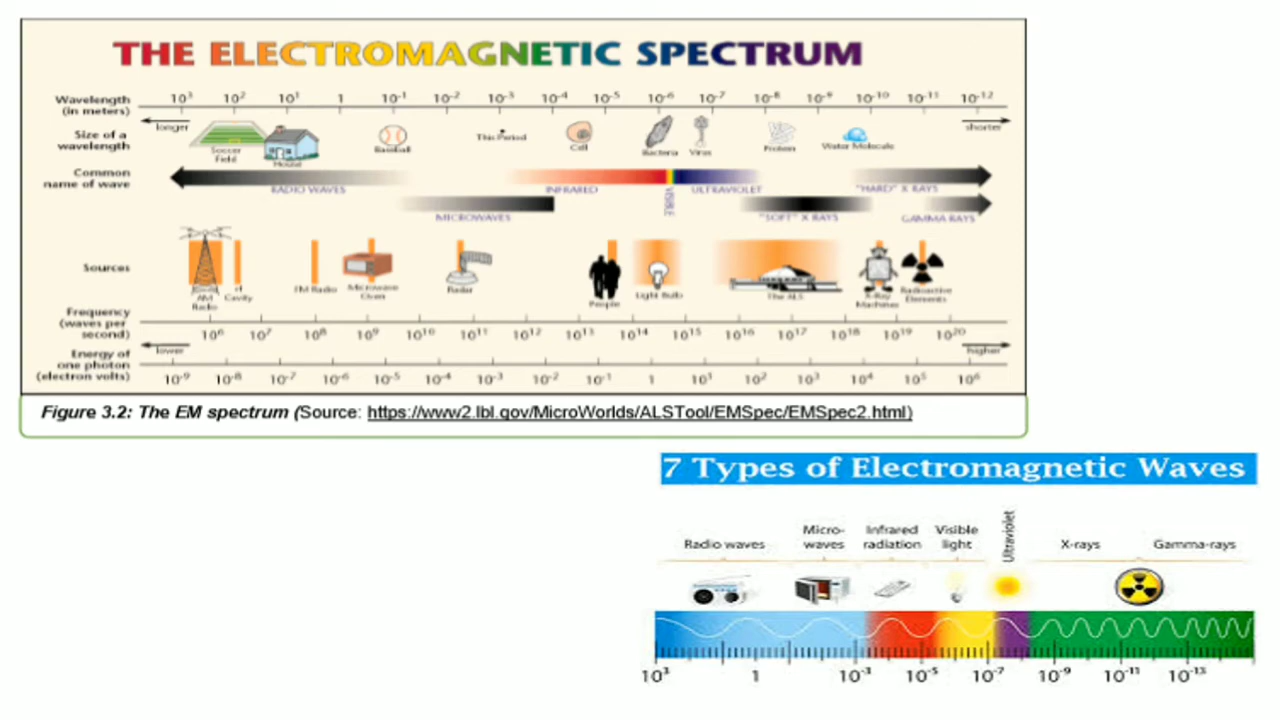 THE ELECTROMAGNETIC SPECTRUM
Wavelength (in meters)
10³ 10² 10¹ 1 10⁻¹ 10⁻² 10⁻³ 10⁻⁴ 10⁻⁵ 10⁻⁶ 10⁻⁷ 10⁻⁸ 10⁻⁹ 10⁻¹⁰ 10⁻¹¹ 10⁻¹²
longer
shorter
Size of a wavelength
Soccer Field
House
Baseball
This Period
Cell
Bacteria
Virus
Protein
Water Molecule
Common name of wave
RADIO WAVES
INFRARED
VISIBLE
ULTRAVIOLET
"HARD" X RAYS
MICROWAVES
"SOFT" X RAYS
GAMMA RAYS
Sources
AM Radio
rf Cavity
FM Radio
Microwave Oven
Radar
People
Light Bulb
The ALS
X-Ray Machines
Radioactive Elements
Frequency (waves per second)
10⁶ 10⁷ 10⁸ 10⁹ 10¹⁰ 10¹¹ 10¹² 10¹³ 10¹⁴ 10¹⁵ 10¹⁶ 10¹⁷ 10¹⁸ 10¹⁹ 10²⁰
lower
higher
Energy of one photon (electron volts)
10⁻⁹ 10⁻⁸ 10⁻⁷ 10⁻⁶ 10⁻⁵ 10⁻⁴ 10⁻³ 10⁻² 10⁻¹ 1 10¹ 10² 10³ 10⁴ 10⁵ 10⁶
Figure 3.2: The EM spectrum (Source: https://www2.lbl.gov/MicroWorlds/ALSTool/EMSpec/EMSpec2.html)
7 Types of Electromagnetic Waves
Radio waves
Micro-
waves
Infrared
radiation
Visible
light
Ultraviolet
X-rays
Gamma-rays
10³ 1 10⁻³ 10⁻⁵ 10⁻⁷ 10⁻⁹ 10⁻¹¹ 10⁻¹³